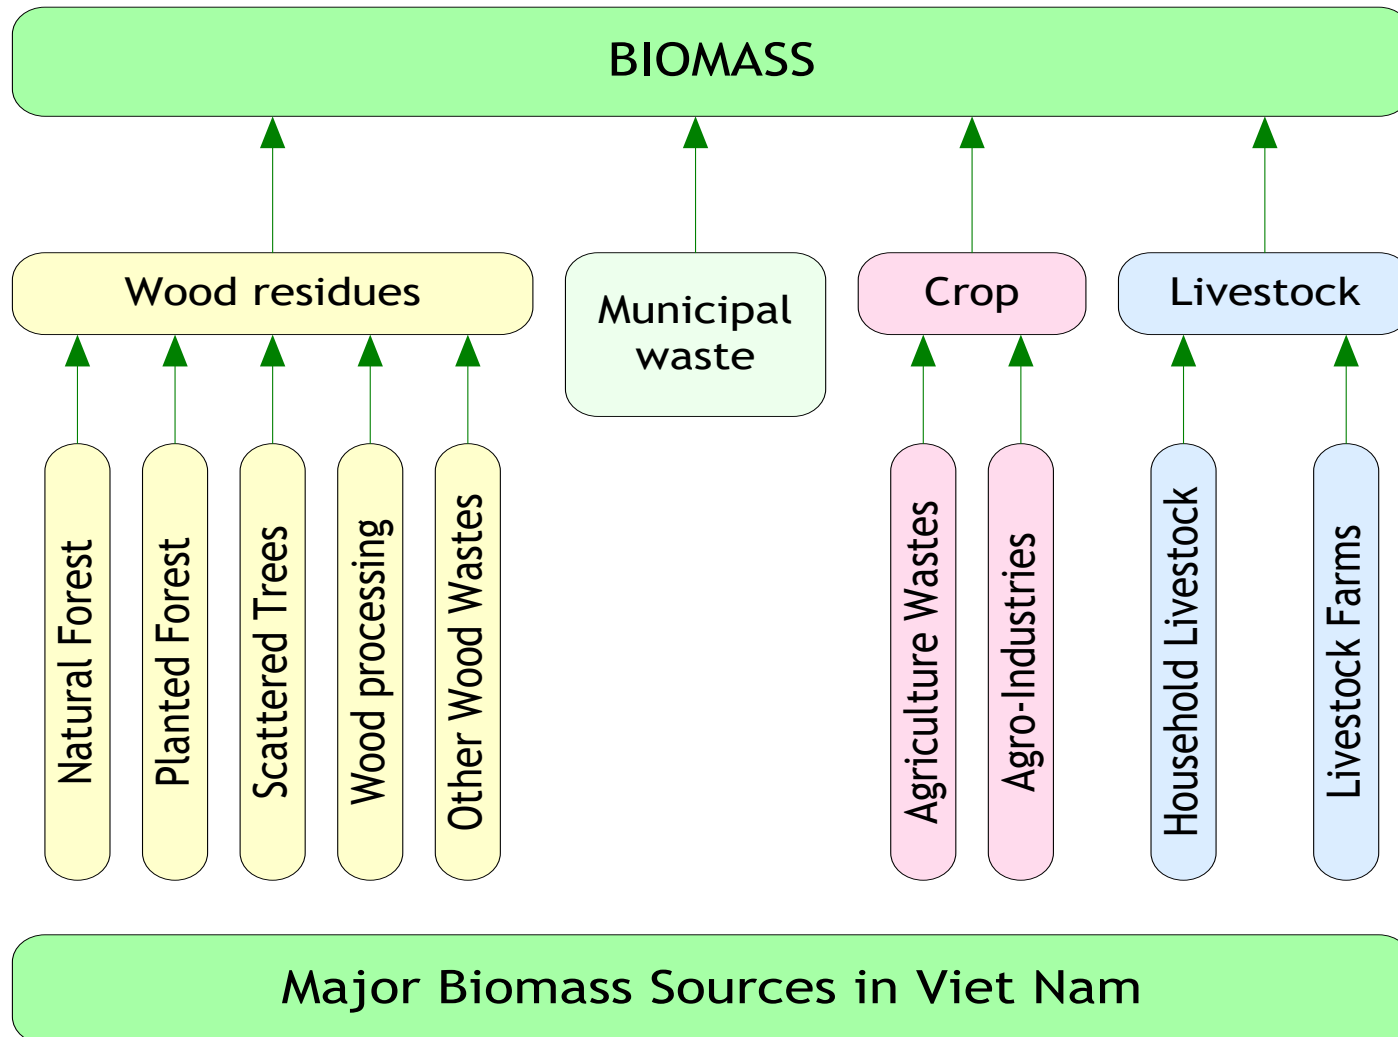 BIOMASS
Wood residues
Municipal
waste
Crop
Livestock
Natural Forest
Planted Forest
Scattered Trees
Wood processing
Other Wood Wastes
Agriculture Wastes
Agro-Industries
Household Livestock
Livestock Farms
Major Biomass Sources in Viet Nam